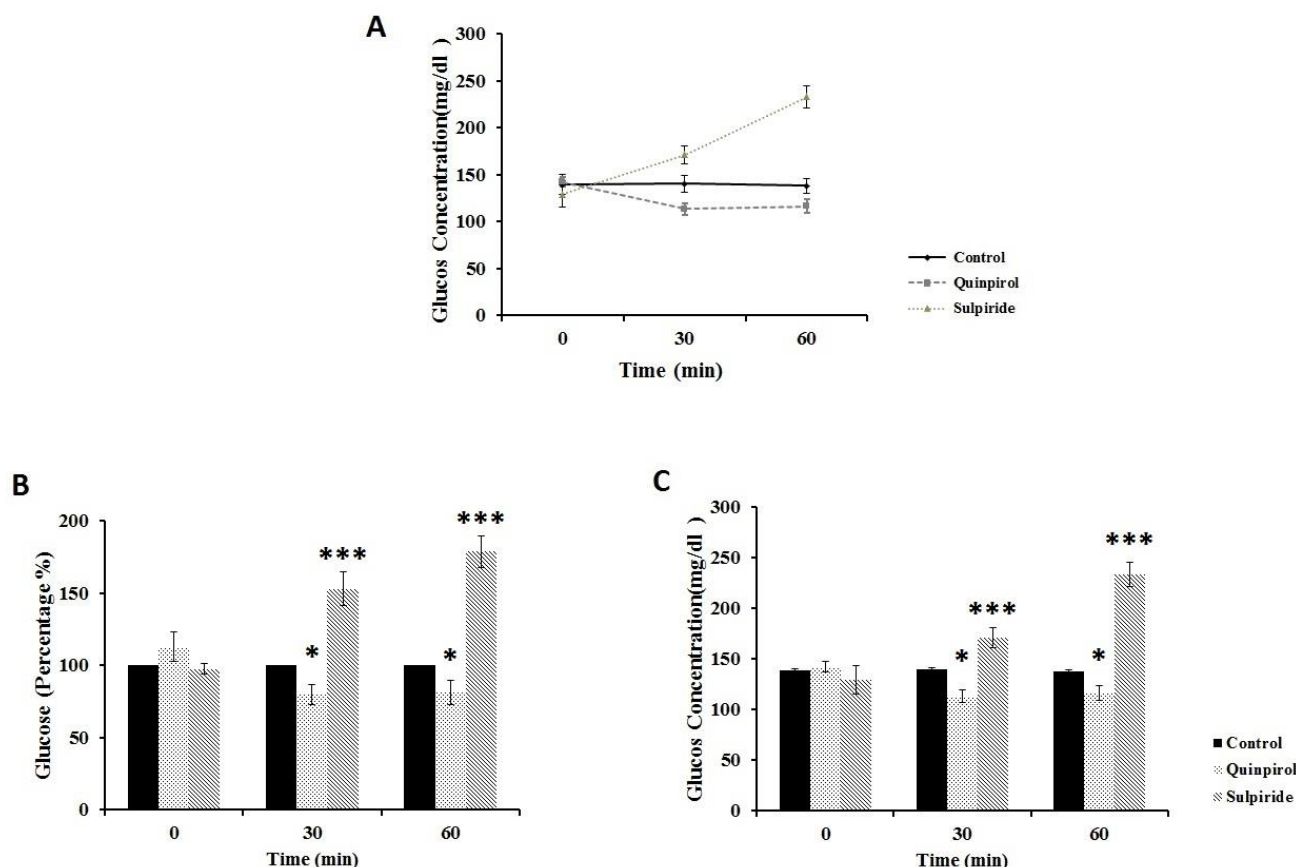 A
Glucos Concentration(mg/dl )
300
250
200
150
100
50
0
0 30 60
Time (min)
Control
Quinpirol
Sulpiride
B
Glucose (Percentage %)
200
150
100
50
0
*
***
*
***
0 30 60
Time (min)
C
Glucos Concentration(mg/dl )
300
250
200
150
100
50
0
*
***
*
***
0 30 60
Time (min)
Control
Quinpirol
Sulpiride